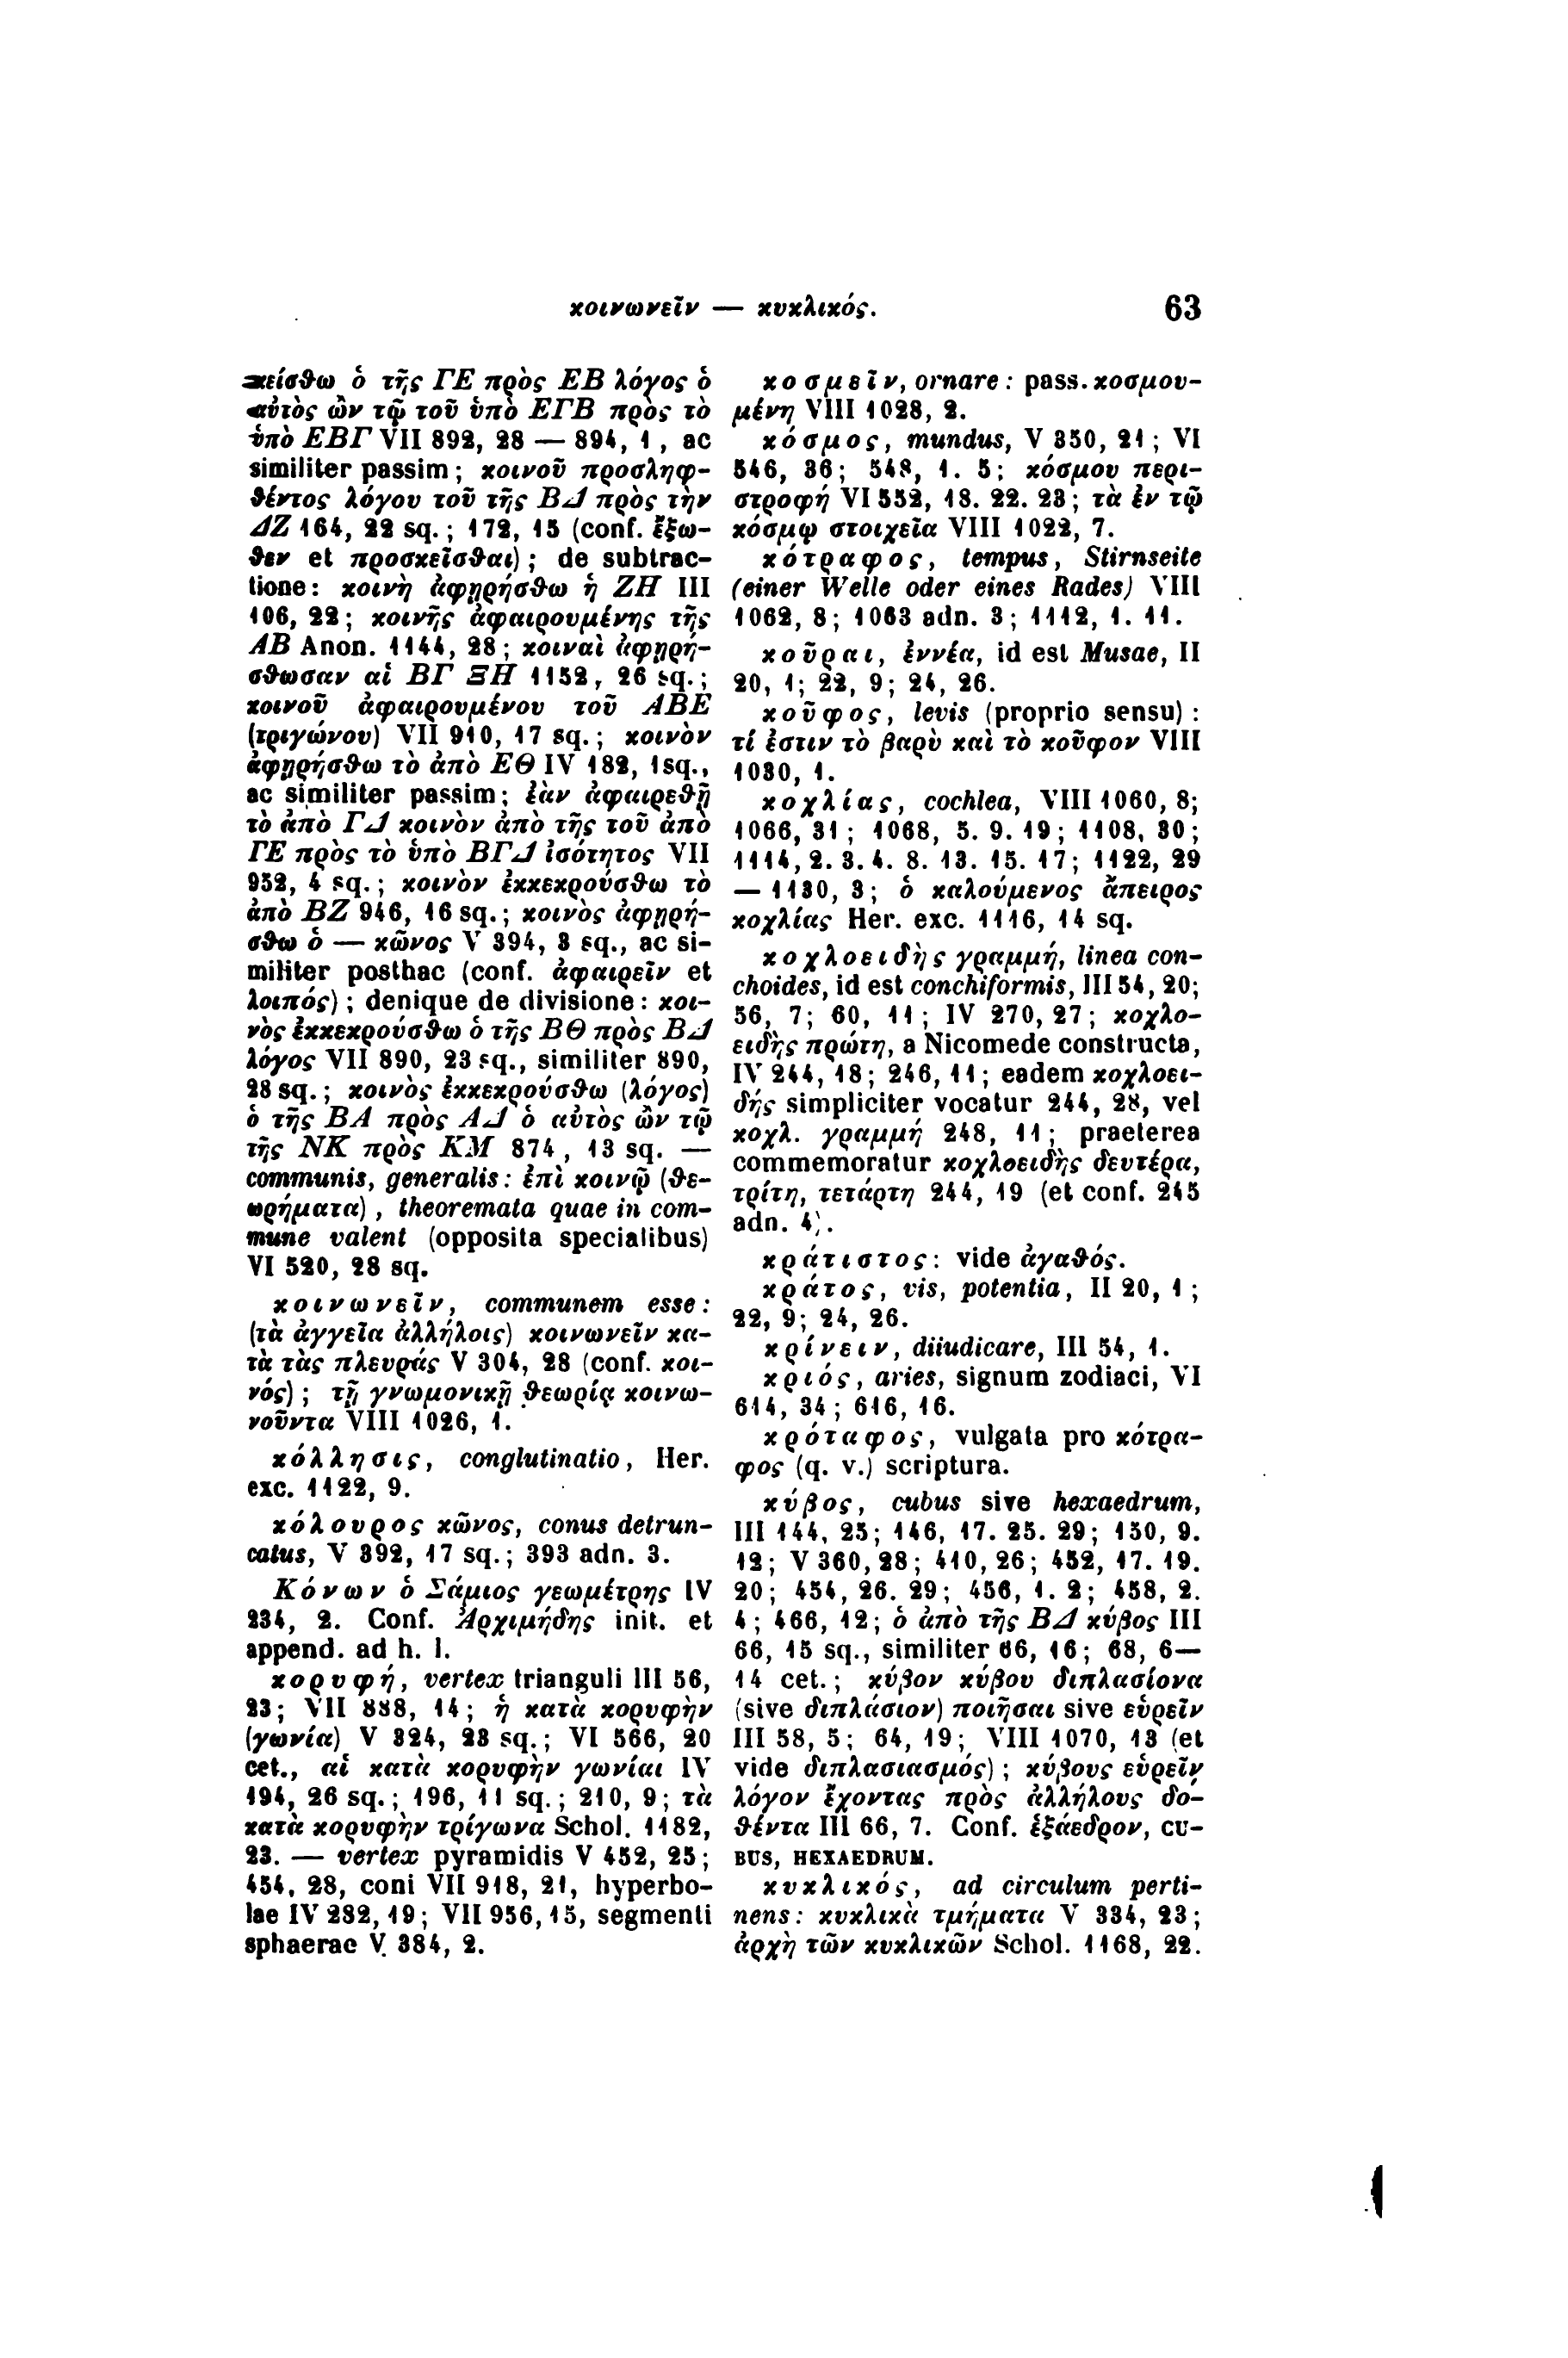 κοινωνεῖν — κυκλικός. 63
κείσθω ὁ τῆς ΓΕ πρὸς ΕΒ λόγος ὁ
αὐτὸς ὢν τῷ τοῦ ὑπὸ ΕΓΒ πρὸς τὸ
ὑπὸ ΕΒΓ VII 892, 28 — 894, 1, ac
similiter passim; κοινοῦ προσληφ-
θέντος λόγου τοῦ τῆς ΒΔ πρὸς τὴν
ΔΖ 164, 22 sq.; 172, 15 (conf. ἔξω-
θεν et προσκεῖσθαι); de subtrac-
tione: κοινὴ ἀφῃρήσθω ἡ ΖΗ III
106, 22; κοινῆς ἀφαιρουμένης τῆς
ΑΒ Anon. 1144, 28; κοιναὶ ἀφῃρή-
σθωσαν αἱ ΒΓ ΞΗ 1152, 26 sq.;
κοινοῦ ἀφαιρουμένου τοῦ ΑΒΕ
(τριγώνου) VII 910, 17 sq.; κοινὸν
ἀφῃρήσθω τὸ ἀπὸ ΕΘ IV 182, 1 sq.,
ac similiter passim; ἐὰν ἀφαιρεθῇ
τὸ ἀπὸ ΓΔ κοινὸν ἀπὸ τῆς τοῦ ἀπὸ
ΓΕ πρὸς τὸ ὑπὸ ΒΓΔ ἰσότητος VII
952, 4 sq.; κοινὸν ἐκκεκρούσθω τὸ
ἀπὸ ΒΖ 946, 16 sq.; κοινὸς ἀφῃρή-
σθω ὁ — κῶνος V 394, 3 sq., ac si-
militer posthac (conf. ἀφαιρεῖν et
λοιπός); denique de divisione: κοι-
νὸς ἐκκεκρούσθω ὁ τῆς ΒΘ πρὸς ΒΔ
λόγος VII 890, 23 sq., similiter 890,
28 sq.; κοινὸς ἐκκεκρούσθω (λόγος)
ὁ τῆς ΒΑ πρὸς ΑΔ ὁ αὐτὸς ὢν τῷ
τῆς ΝΚ πρὸς ΚΜ 874, 13 sq. —
communis, generalis: ἐπὶ κοινῷ (θε-
ωρήματα), theoremata quae in com-
mune valent (opposita specialibus)
VI 520, 28 sq.
κοινωνεῖν, communem esse:
(τὰ ἀγγεῖα ἀλλήλοις) κοινωνεῖν κα-
τὰ τὰς πλευράς V 304, 28 (conf. κοι-
νός); τῇ γνωμονικῇ θεωρίᾳ κοινω-
νοῦντα VIII 1026, 1.
κόλλησις, conglutinatio, Her.
exc. 1122, 9.
κόλουρος κῶνος, conus detrun-
catus, V 392, 17 sq.; 393 adn. 3.
Κόνων ὁ Σάμιος γεωμέτρης IV
234, 2. Conf. Ἀρχιμήδης init. et
append. ad h. l.
κορυφή, vertex trianguli III 56,
23; VII 888, 14; ἡ κατὰ κορυφὴν
(γωνία) V 324, 23 sq.; VI 566, 20
cet., αἱ κατὰ κορυφὴν γωνίαι IV
194, 26 sq.; 196, 11 sq.; 210, 9; τὰ
κατὰ κορυφὴν τρίγωνα Schol. 1182,
23. — vertex pyramidis V 452, 25;
454, 28, coni VII 918, 21, hyperbo-
lae IV 282, 19; VII 956, 15, segmenti
sphaerae V 384, 2.
κοσμεῖν, ornare: pass. κοσμου-
μένη VIII 1028, 2.
κόσμος, mundus, V 350, 21; VI
546, 36; 548, 1. 5; κόσμου περι-
στροφή VI 552, 18. 22. 23; τὰ ἐν τῷ
κόσμῳ στοιχεῖα VIII 1022, 7.
κότραφος, tempus, Stirnseite
(einer Welle oder eines Rades) VIII
1062, 8; 1063 adn. 3; 1112, 1. 11.
κοῦραι, ἐννέα, id est Musae, II
20, 1; 22, 9; 24, 26.
κοῦφος, levis (proprio sensu):
τί ἐστιν τὸ βαρὺ καὶ τὸ κοῦφον VIII
1030, 1.
κοχλίας, cochlea, VIII 1060, 8;
1066, 31; 1068, 5. 9. 19; 1108, 30;
1114, 2. 3. 4. 8. 13. 15. 17; 1122, 29
— 1130, 3; ὁ καλούμενος ἄπειρος
κοχλίας Her. exc. 1116, 14 sq.
κοχλοειδὴς γραμμή, linea con-
choides, id est conchiformis, III 54, 20;
56, 7; 60, 11; IV 270, 27; κοχλο-
ειδὴς πρώτη, a Nicomede constructa,
IV 244, 18; 246, 11; eadem κοχλοει-
δής simpliciter vocatur 244, 28, vel
κοχλ. γραμμή 248, 11; praeterea
commemoratur κοχλοειδὴς δευτέρα,
τρίτη, τετάρτη 244, 19 (et conf. 245
adn. 4).
κράτιστος: vide ἀγαθός.
κράτος, vis, potentia, II 20, 1;
22, 9; 24, 26.
κρίνειν, diiudicare, III 54, 1.
κριός, aries, signum zodiaci, VI
614, 34; 616, 16.
κρόταφος, vulgata pro κότρα-
φος (q. v.) scriptura.
κύβος, cubus sive hexaedrum,
III 144, 25; 146, 17. 25. 29; 150, 9.
12; V 360, 28; 410, 26; 452, 17. 19.
20; 454, 26. 29; 456, 1. 2; 458, 2.
4; 466, 12; ὁ ἀπὸ τῆς ΒΔ κύβος III
66, 15 sq., similiter 66, 16; 68, 6—
14 cet.; κύβον κύβου διπλασίονα
(sive διπλάσιον) ποιῆσαι sive εὑρεῖν
III 58, 5; 64, 19; VIII 1070, 13 (et
vide διπλασιασμός); κύβους εὑρεῖν
λόγον ἔχοντας πρὸς ἀλλήλους δο-
θέντα III 66, 7. Conf. ἑξάεδρον, CU-
BUS, HEXAEDRUM.
κυκλικός, ad circulum perti-
nens: κυκλικὰ τμήματα V 334, 23;
ἀρχὴ τῶν κυκλικῶν Schol. 1168, 22.